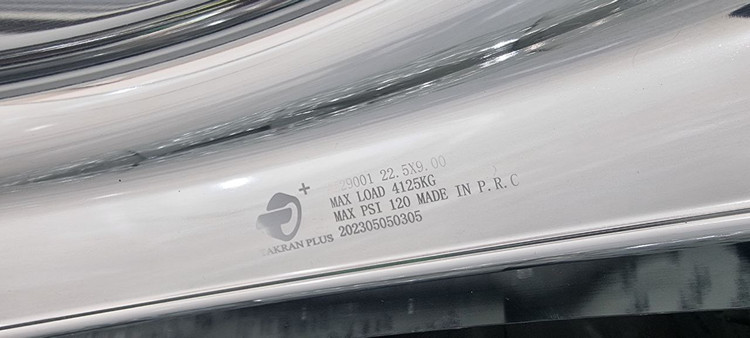 22.5X9.00
MAX LOAD 4125KG
MAX PSI 120 MADE IN P.R.C
202305050305
PLUS